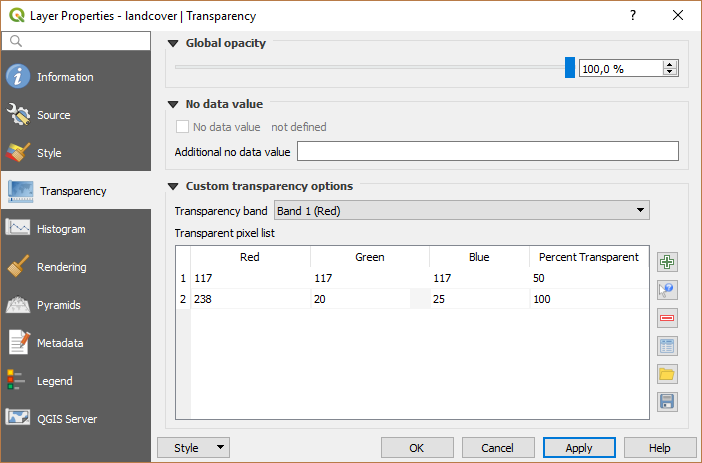 Layer Properties - landcover | Transparency
? 
Information
Source
Style
Transparency
Histogram
Rendering
Pyramids
Metadata
Legend
QGIS Server
Global opacity
100,0 %
No data value
No data value not defined
Additional no data value
Custom transparency options
Transparency band Band 1 (Red)
Transparent pixel list
Red Green Blue Percent Transparent
1 117 117 117 50
2 238 20 25 100
Style OK Cancel Apply Help